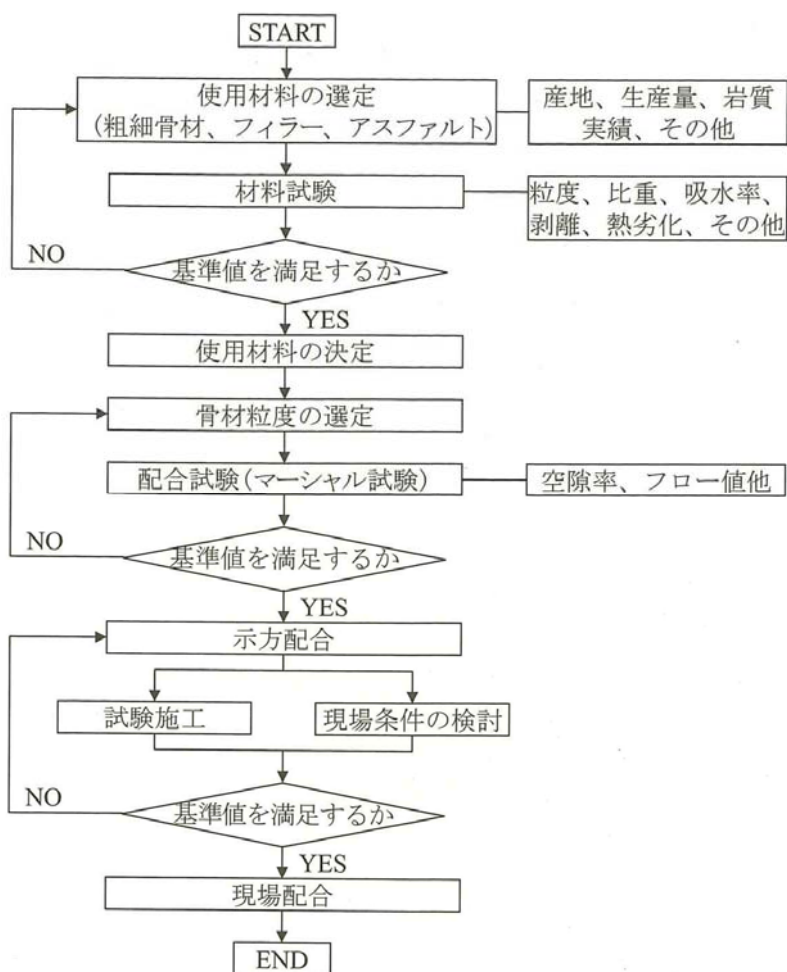 START
使用材料の選定
(粗細骨材、フィラー、アスファルト)
産地、生産量、岩質
実績、その他
材料試験
粒度、比重、吸水率、
剥離、熱劣化、その他
NO
基準値を満足するか
YES
使用材料の決定
骨材粒度の選定
配合試験(マーシャル試験)
空隙率、フロー値他
NO
基準値を満足するか
YES
示方配合
試験施工
現場条件の検討
NO
基準値を満足するか
YES
現場配合
END